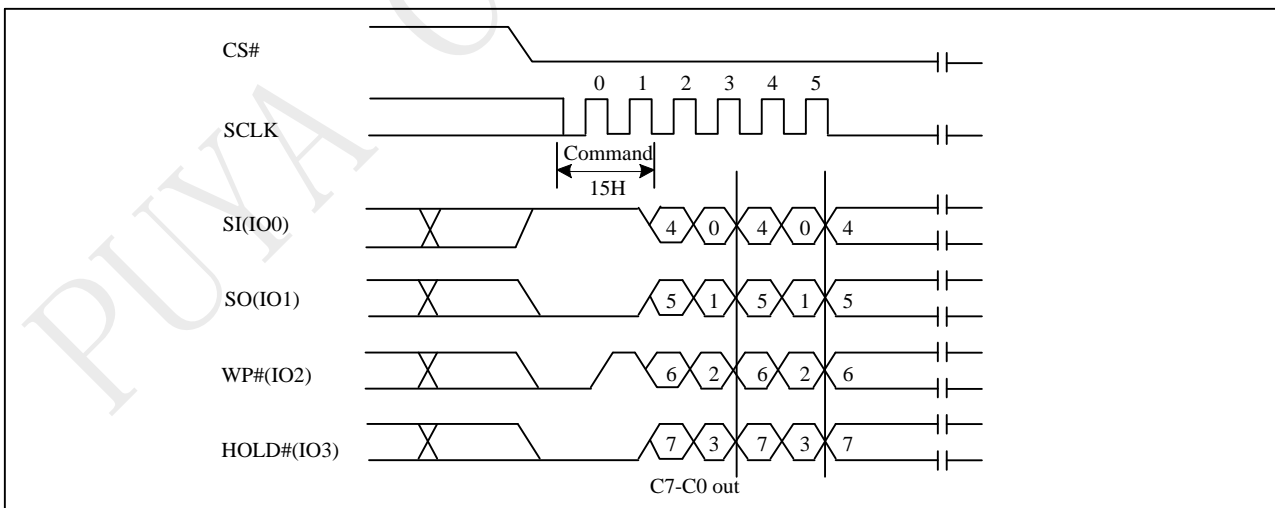 PUYA C
CS#
0 1 2 3 4 5
SCLK
Command
15H
SI(IO0)
4 0 4 0 4
SO(IO1)
5 1 5 1 5
WP#(IO2)
6 2 6 2 6
HOLD#(IO3)
7 3 7 3 7
C7-C0 out